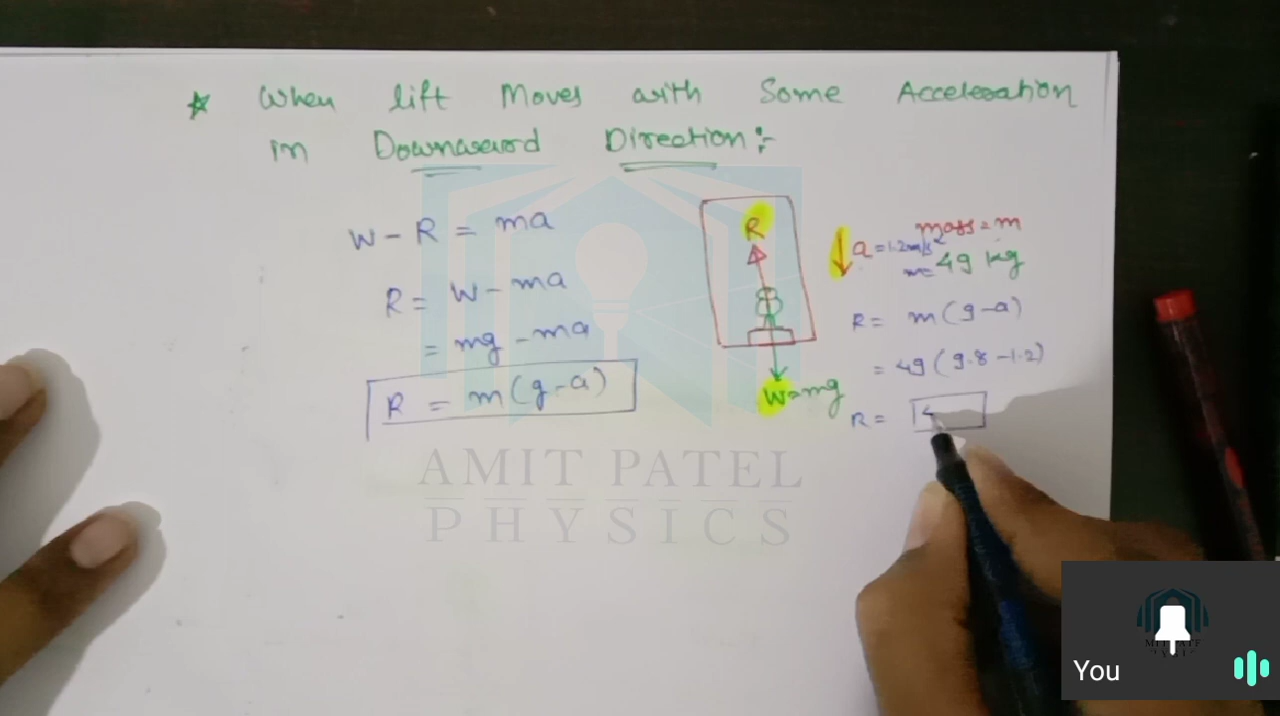 ☆ When lift Moves with Some Acceleration
in Downward Direction:-
W - R = ma
R = W - ma
= mg - ma
R = m(g-a)
R
W=mg
mass = m
a = 1.2 m/s²
m= 49 kg
R = m(g-a)
= 49 (9.8 - 1.2)
R = 4
AMIT PATEL
PHYSICS
You